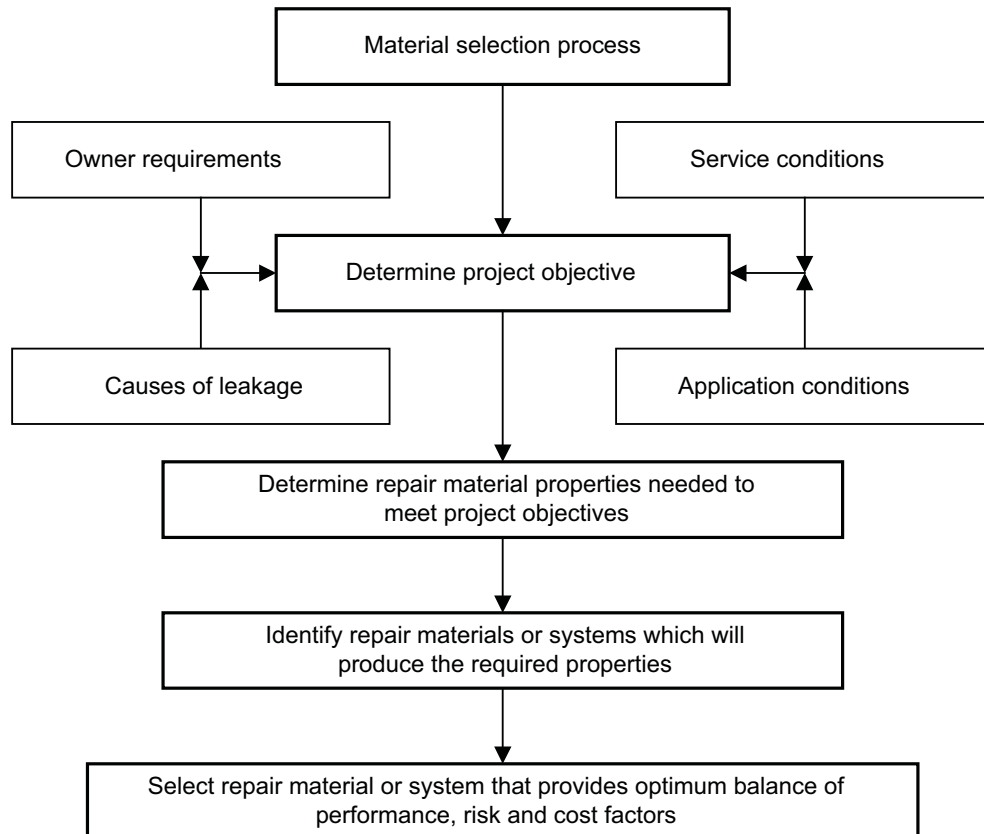 Material selection process
Owner requirements
Service conditions
Determine project objective
Causes of leakage
Application conditions
Determine repair material properties needed to
meet project objectives
Identify repair materials or systems which will
produce the required properties
Select repair material or system that provides optimum balance of
performance, risk and cost factors